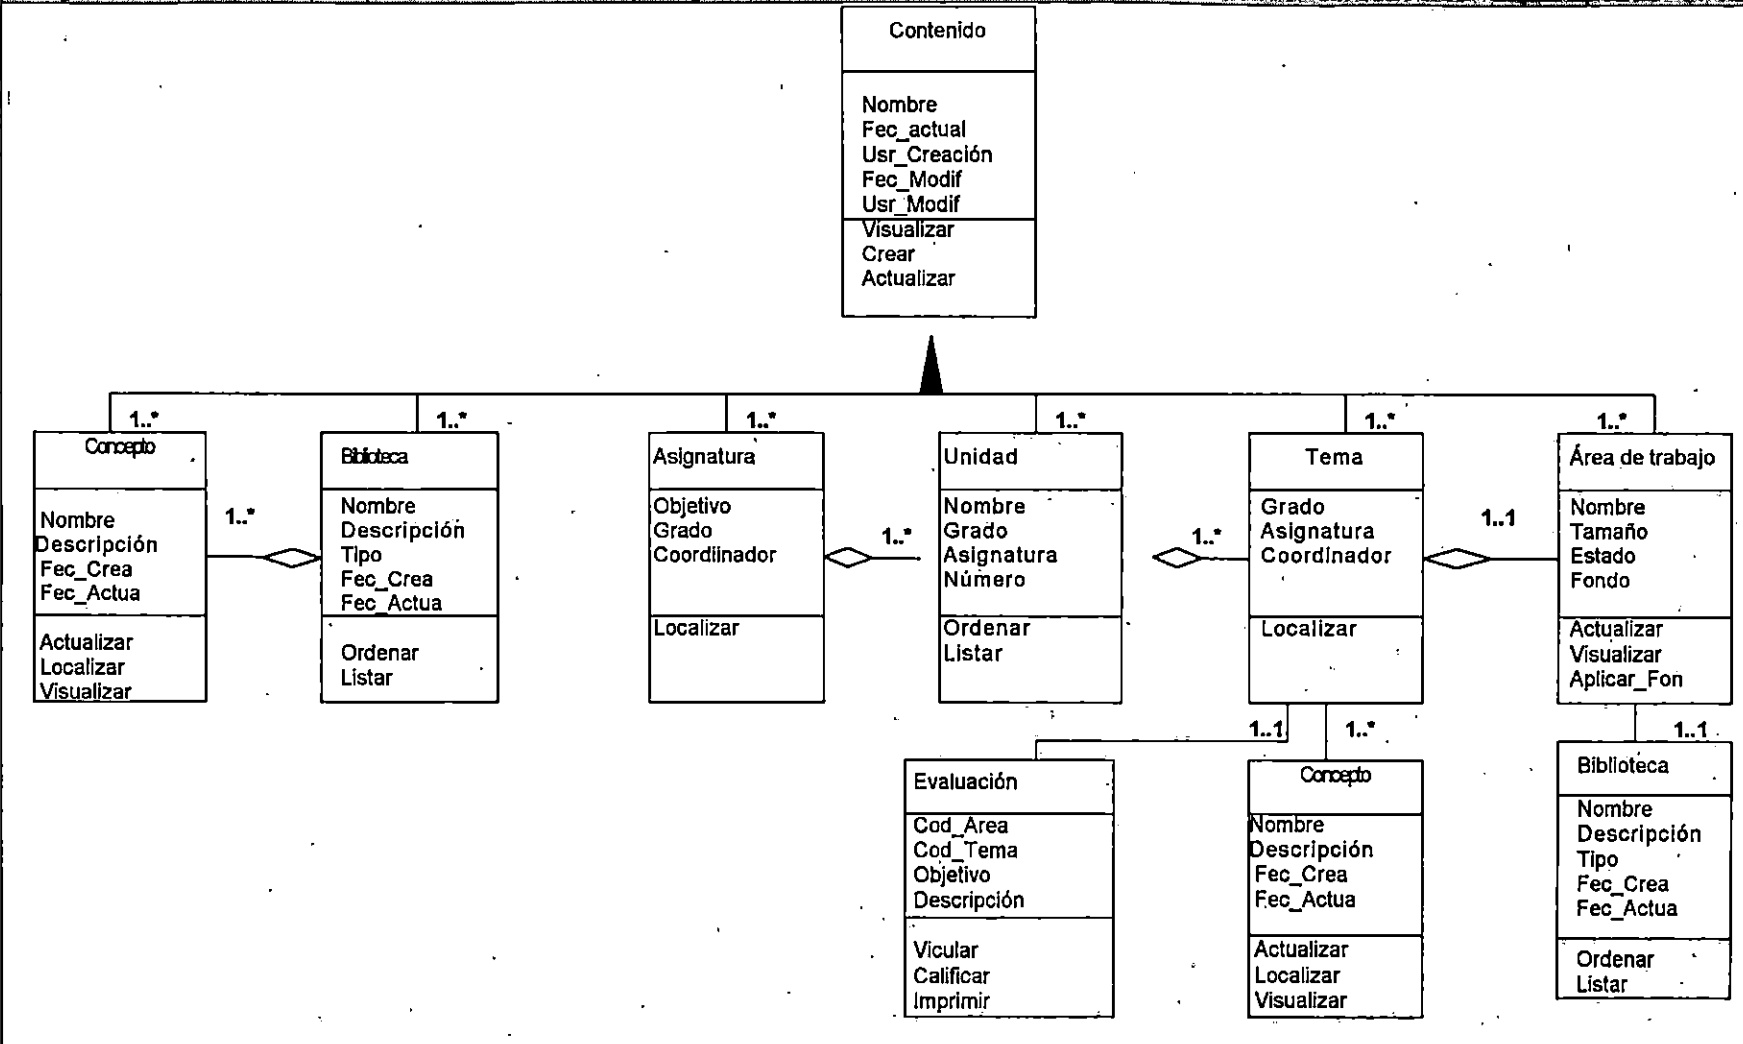 Contenido
Nombre
Fec_actual
Usr_Creación
Fec_Modif
Usr_Modif
Visualizar
Crear
Actualizar
1..*
1..*
1..*
1..*
1..*
1..*
Concepto
Nombre
Descripción
Fec_Crea
Fec_Actua
Actualizar
Localizar
Visualizar
1..*
Biblioteca
Nombre
Descripción
Tipo
Fec_Crea
Fec_Actua
Ordenar
Listar
Asignatura
Objetivo
Grado
Coordiinador
Localizar
1..*
Unidad
Nombre
Grado
Asignatura
Número
Ordenar
Listar
1..*
Tema
Grado
Asignatura
Coordinador
Localizar
1..1
Área de trabajo
Nombre
Tamaño
Estado
Fondo
Actualizar
Visualizar
Aplicar_Fon
1..1
1..*
1..1
Evaluación
Cod_Area
Cod_Tema
Objetivo
Descripción
Vicular
Calificar
Imprimir
Concepto
Nombre
Descripción
Fec_Crea
Fec_Actua
Actualizar
Localizar
Visualizar
Biblioteca
Nombre
Descripción
Tipo
Fec_Crea
Fec_Actua
Ordenar
Listar